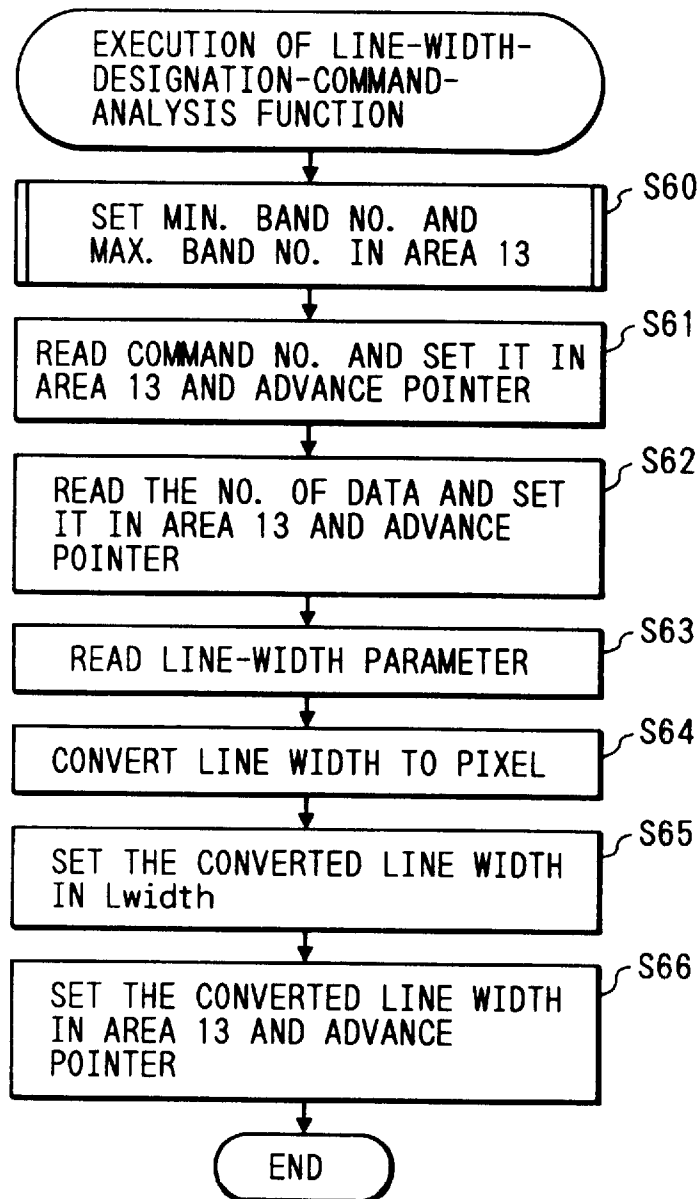 EXECUTION OF LINE-WIDTH-
DESIGNATION-COMMAND-
ANALYSIS FUNCTION
S60
SET MIN. BAND NO. AND
MAX. BAND NO. IN AREA 13
S61
READ COMMAND NO. AND SET IT IN
AREA 13 AND ADVANCE POINTER
S62
READ THE NO. OF DATA AND SET
IT IN AREA 13 AND ADVANCE
POINTER
S63
READ LINE-WIDTH PARAMETER
S64
CONVERT LINE WIDTH TO PIXEL
S65
SET THE CONVERTED LINE WIDTH
IN Lwidth
S66
SET THE CONVERTED LINE WIDTH
IN AREA 13 AND ADVANCE
POINTER
END